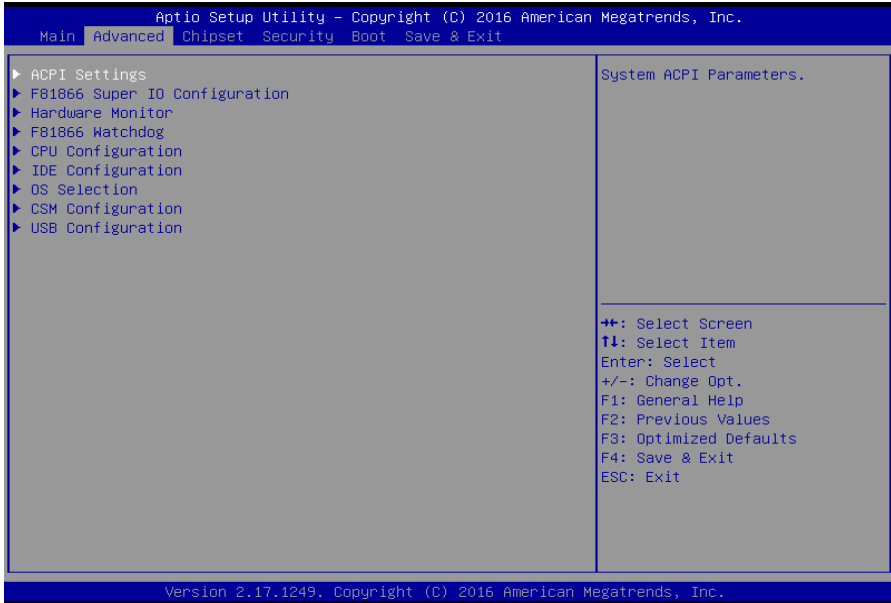 Aptio Setup Utility – Copyright (C) 2016 American Megatrends, Inc.
Main Advanced Chipset Security Boot Save & Exit
▶ ACPI Settings
▶ F81866 Super IO Configuration
▶ Hardware Monitor
▶ F81866 Watchdog
▶ CPU Configuration
▶ IDE Configuration
▶ OS Selection
▶ CSM Configuration
▶ USB Configuration
System ACPI Parameters.
→←: Select Screen
↑↓: Select Item
Enter: Select
+/-: Change Opt.
F1: General Help
F2: Previous Values
F3: Optimized Defaults
F4: Save & Exit
ESC: Exit
Version 2.17.1249. Copyright (C) 2016 American Megatrends, Inc.